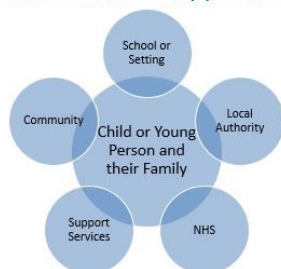 School or
Setting
Community
Local
Authority
Child or Young
Person and
their Family
Support
Services
NHS